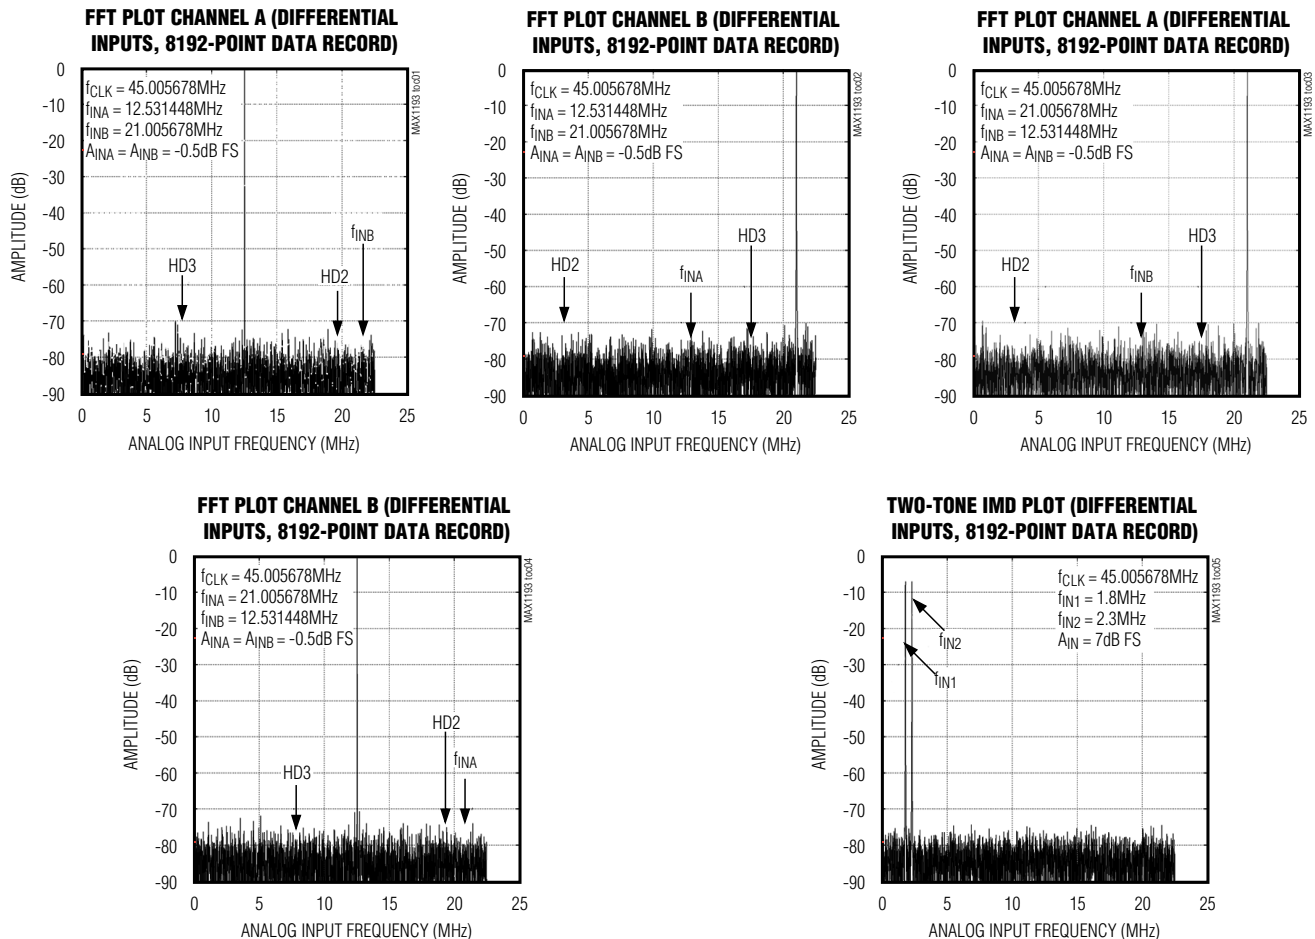 FFT PLOT CHANNEL A (DIFFERENTIAL
INPUTS, 8192-POINT DATA RECORD)
0
-10
-20
-30
-40
-50
-60
-70
-80
-90
AMPLITUDE (dB)
fCLK = 45.005678MHz
fINA = 12.531448MHz
fINB = 21.005678MHz
AINA = AINB = -0.5dB FS
HD3
HD2
fINB
MAX1193 toc01
0 5 10 15 20 25
ANALOG INPUT FREQUENCY (MHz)
FFT PLOT CHANNEL B (DIFFERENTIAL
INPUTS, 8192-POINT DATA RECORD)
0
-10
-20
-30
-40
-50
-60
-70
-80
-90
AMPLITUDE (dB)
fCLK = 45.005678MHz
fINA = 12.531448MHz
fINB = 21.005678MHz
AINA = AINB = -0.5dB FS
HD2
fINA
HD3
MAX1193 toc02
0 5 10 15 20 25
ANALOG INPUT FREQUENCY (MHz)
FFT PLOT CHANNEL A (DIFFERENTIAL
INPUTS, 8192-POINT DATA RECORD)
0
-10
-20
-30
-40
-50
-60
-70
-80
-90
AMPLITUDE (dB)
fCLK = 45.005678MHz
fINA = 21.005678MHz
fINB = 12.531448MHz
AINA = AINB = -0.5dB FS
HD2
fINB
HD3
MAX1193 toc03
0 5 10 15 20 25
ANALOG INPUT FREQUENCY (MHz)
FFT PLOT CHANNEL B (DIFFERENTIAL
INPUTS, 8192-POINT DATA RECORD)
0
-10
-20
-30
-40
-50
-60
-70
-80
-90
AMPLITUDE (dB)
fCLK = 45.005678MHz
fINA = 21.005678MHz
fINB = 12.531448MHz
AINA = AINB = -0.5dB FS
HD3
HD2
fINA
MAX1193 toc04
0 5 10 15 20 25
ANALOG INPUT FREQUENCY (MHz)
TWO-TONE IMD PLOT (DIFFERENTIAL
INPUTS, 8192-POINT DATA RECORD)
0
-10
-20
-30
-40
-50
-60
-70
-80
-90
AMPLITUDE (dB)
fCLK = 45.005678MHz
fIN1 = 1.8MHz
fIN2 = 2.3MHz
AIN = 7dB FS
fIN2
fIN1
MAX1193 toc05
0 5 10 15 20 25
ANALOG INPUT FREQUENCY (MHz)